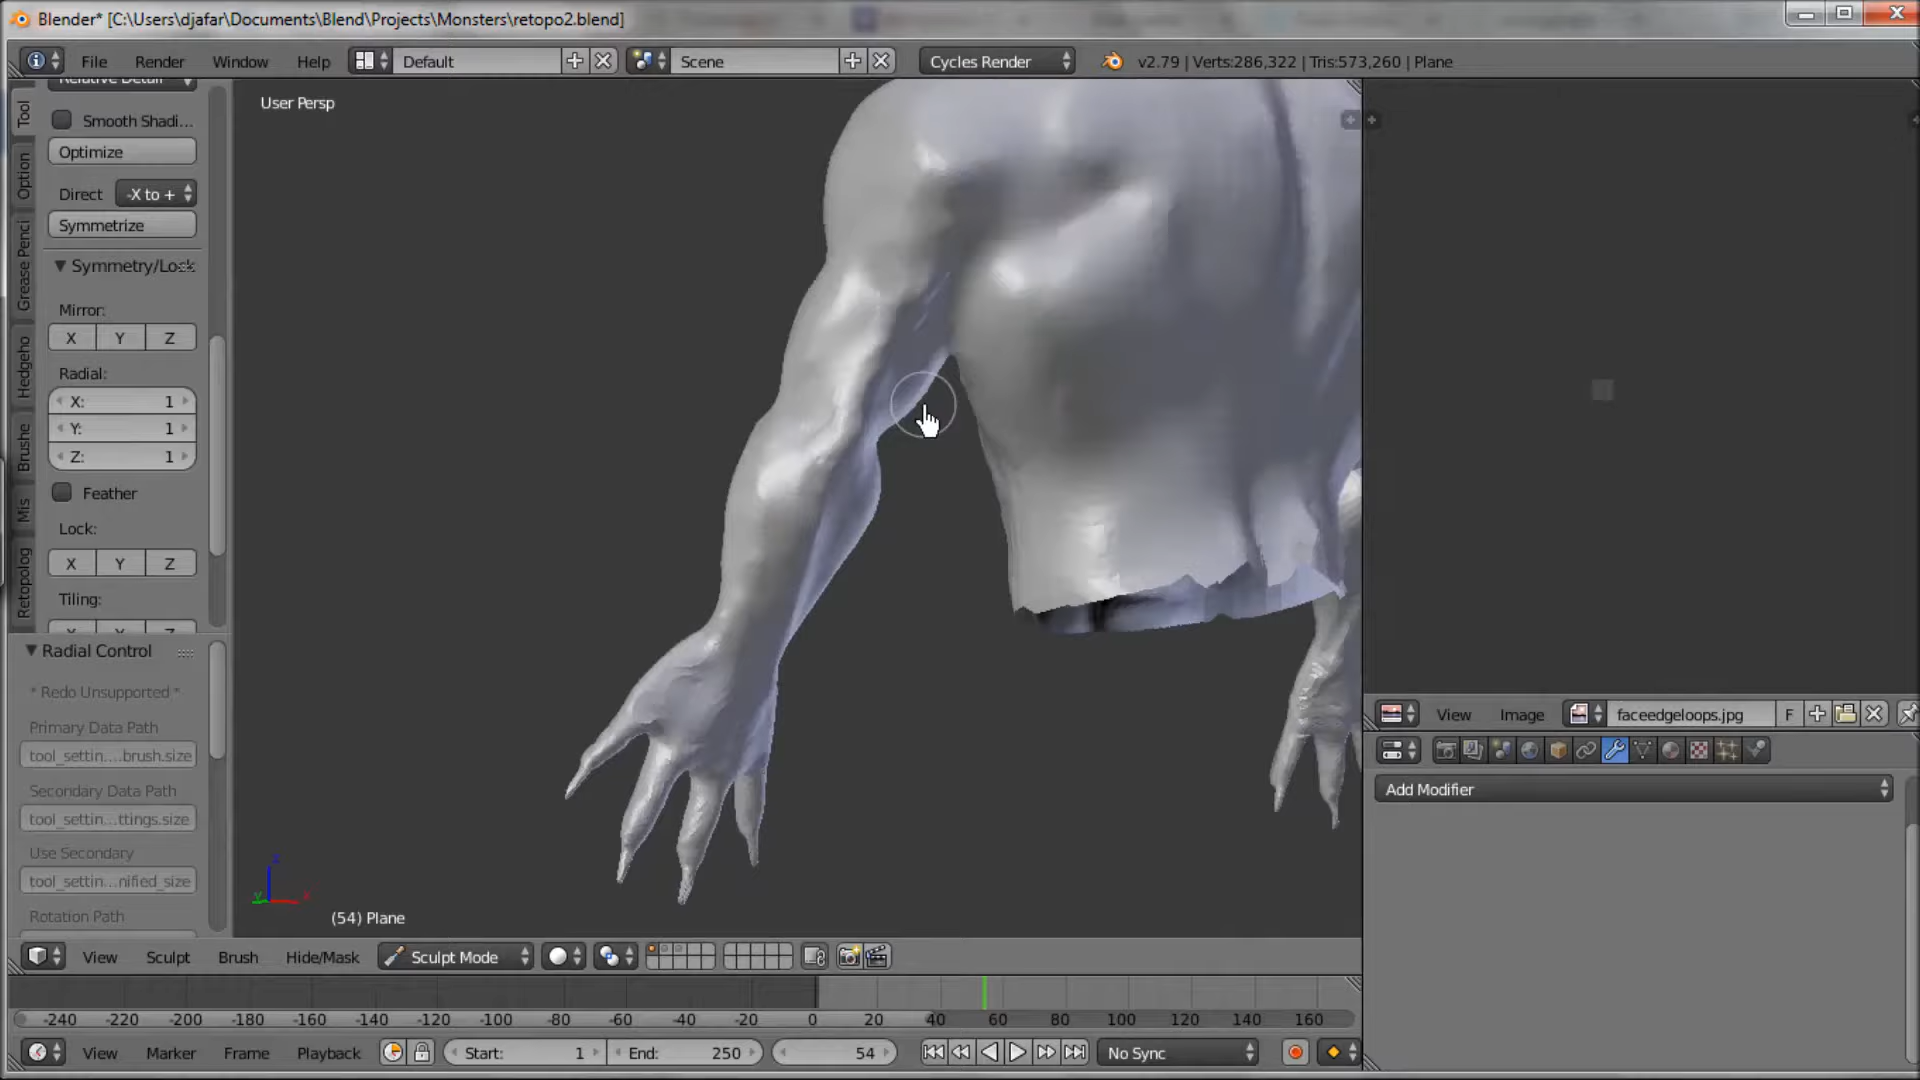 Blender* [C:\Users\djafar\Documents\Blend\Projects\Monsters\retopo2.blend]
File Render Window Help Default Scene Cycles Render v2.79 | Verts:286,322 | Tris:573,260 | Plane
Relative Detail
Smooth Shadi...
Optimize
Direct -X to +
Symmetrize
Symmetry/Lock
Mirror:
X Y Z
Radial:
X: 1
Y: 1
Z: 1
Feather
Lock:
X Y Z
Tiling:
X Y Z
Tool
Option
Grease Penci
Hedgeho
Brushe
Mis
Retopolog
Radial Control
* Redo Unsupported *
Primary Data Path
tool_settin....brush.size
Secondary Data Path
tool_settin...ttings.size
Use Secondary
tool_settin...nified_size
Rotation Path
User Persp
(54) Plane
View Sculpt Brush Hide/Mask Sculpt Mode
-240 -220 -200 -180 -160 -140 -120 -100 -80 -60 -40 -20 0 20 40 60 80 100 120 140 160
View Marker Frame Playback Start: 1 End: 250 54 No Sync
View Image faceedgeloops.jpg F
Add Modifier